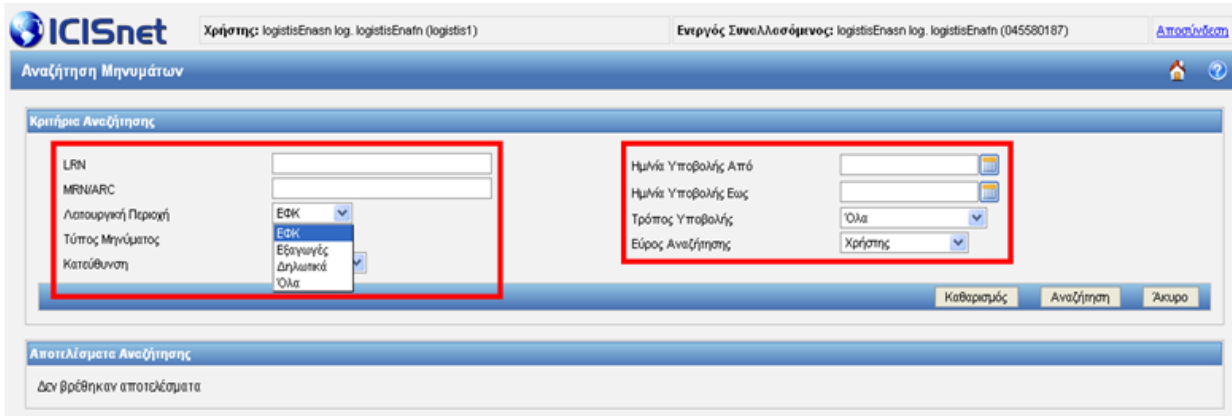 ICISnet Χρήστης: logistisEnasn log. logistisEnafn (logistis1) Ενεργός Συναλλασόμενος: logistisEnasn log. logistisEnafn (045580187) Αποσύνδεση
Αναζήτηση Μηνυμάτων
Κριτήρια Αναζήτησης
LRN
MRN/ARC
Λειτουργική Περιοχή ΕΦΚ
Τύπος Μηνύματος
Κατεύθυνση
ΕΦΚ
Εξαγωγές
Δηλωτικά
Όλα
Ημ/νία Υποβολής Από
Ημ/νία Υποβολής Εως
Τρόπος Υποβολής Όλα
Εύρος Αναζήτησης Χρήστης
Καθαρισμός Αναζήτηση Άκυρο
Αποτελέσματα Αναζήτησης
Δεν βρέθηκαν αποτελέσματα